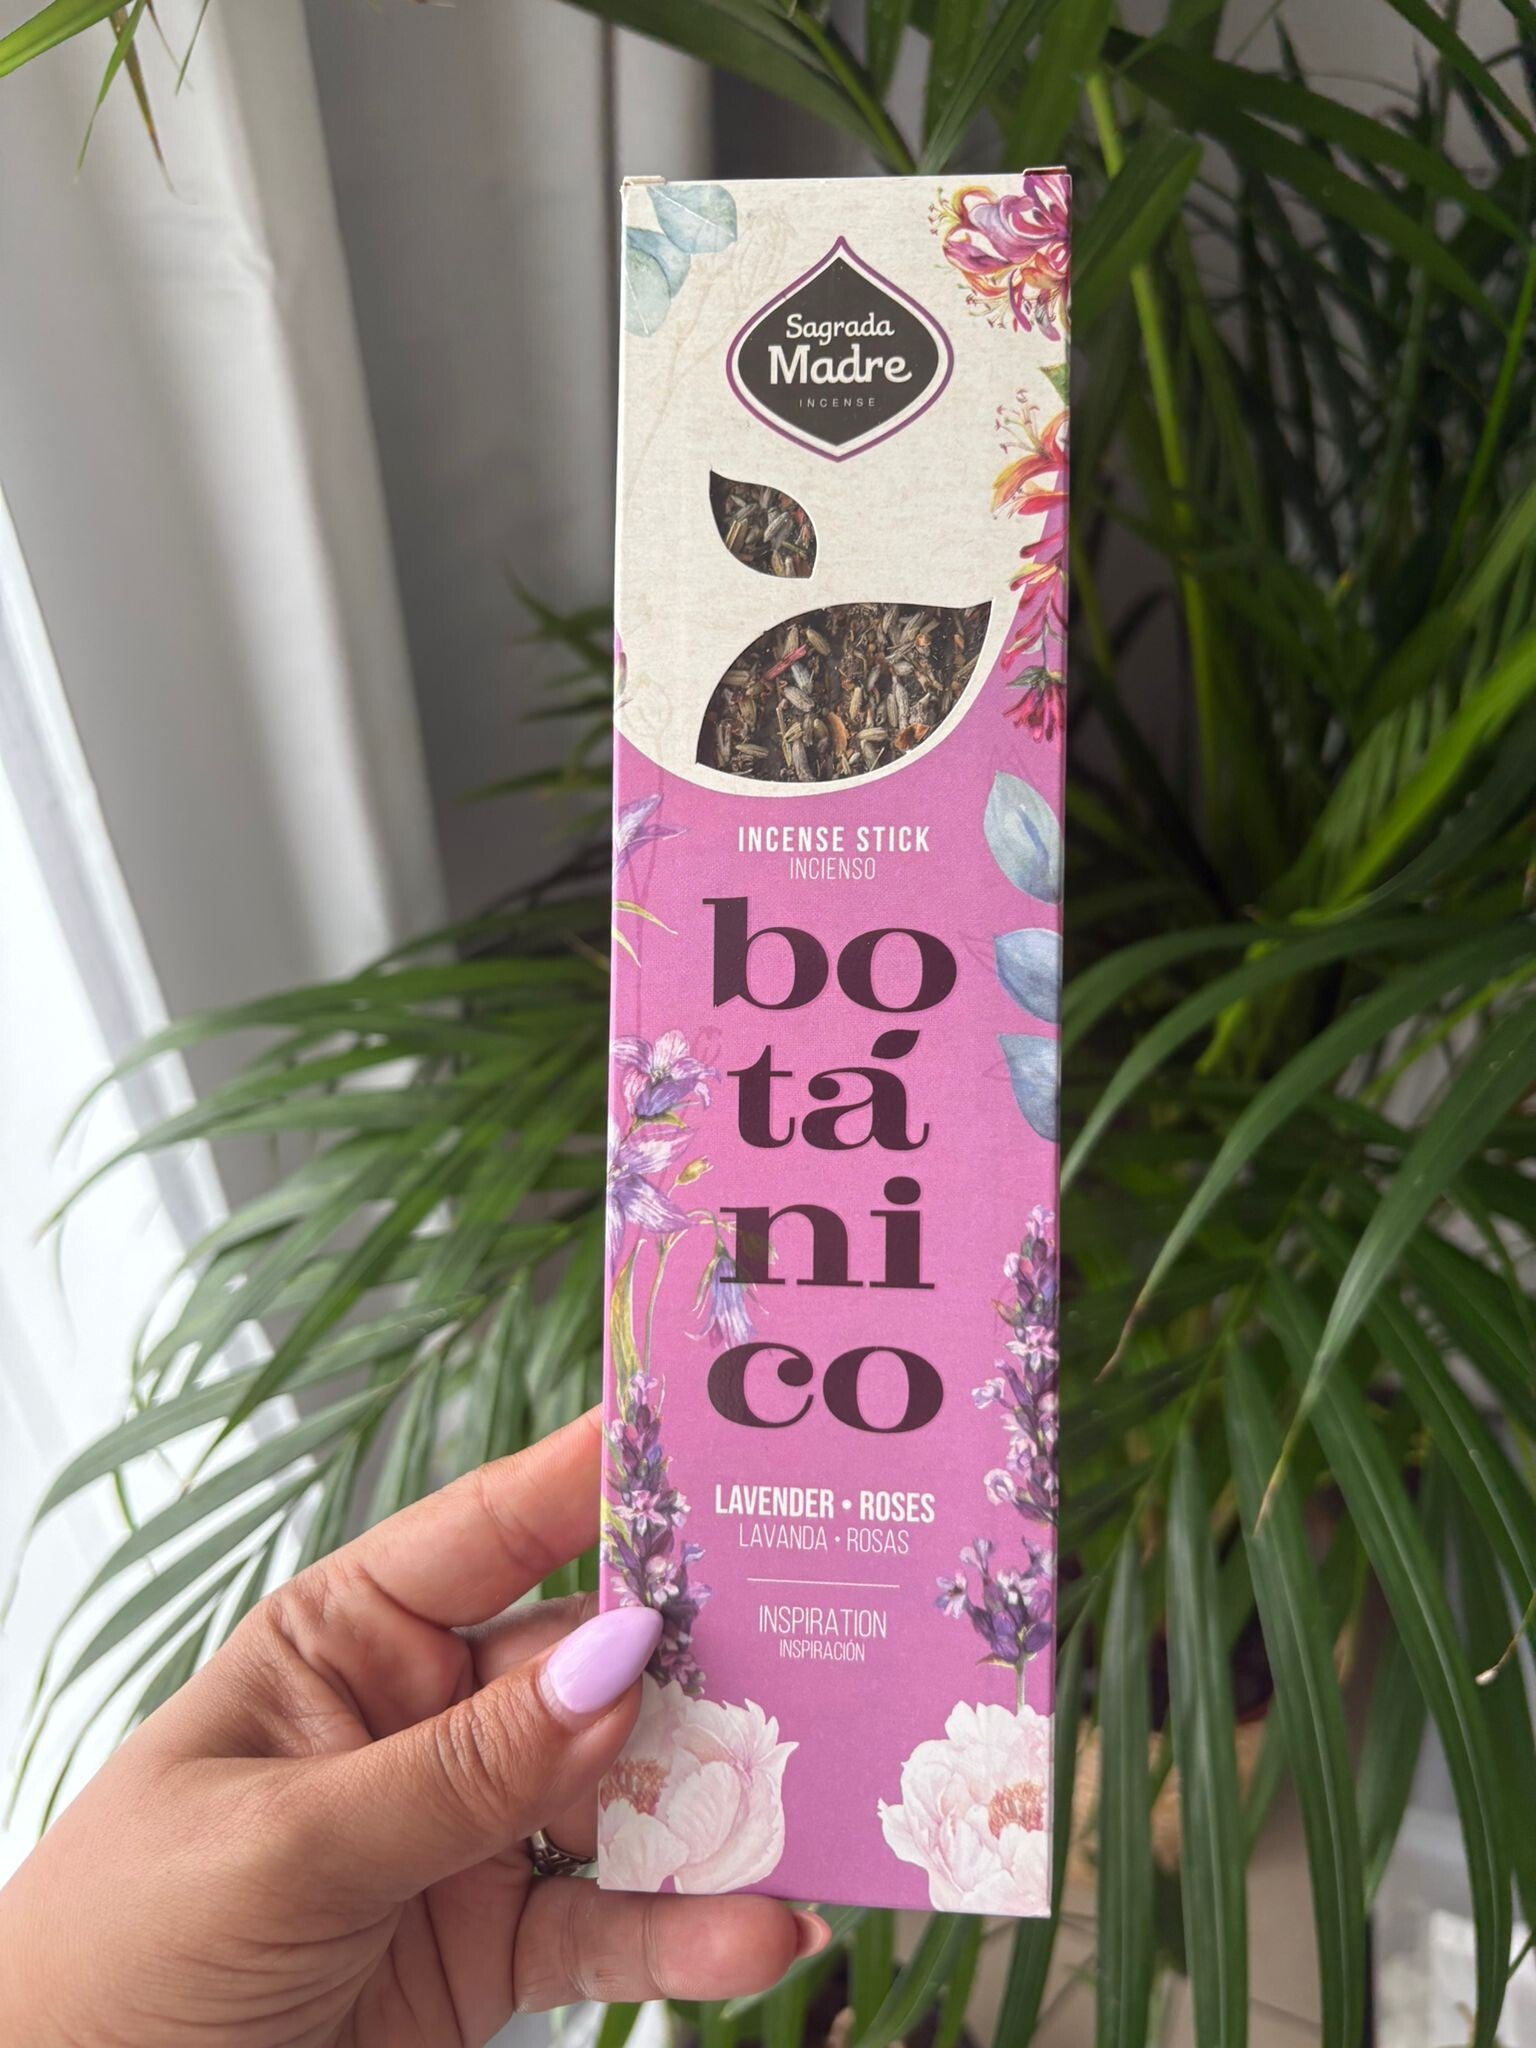 Sagrada
Madre
INCENSE
INCENSE STICK
INCIENSO
bo
tá
ni
co
LAVENDER • ROSES
LAVANDA • ROSAS
INSPIRATION
INSPIRACIÓN